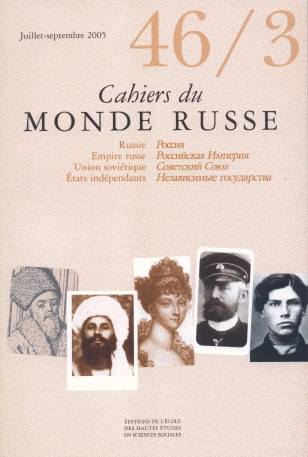 Juillet-septembre 2005
46/3
Cahiers du
MONDE RUSSE
Russie Россия
Empire russe Российская Империя
Union soviétique Советский Союз
États indépendants Независимые государства
EDITIONS DE L'ÉCOLE
DES HAUTES ÉTUDES
EN SCIENCES SOCIALES